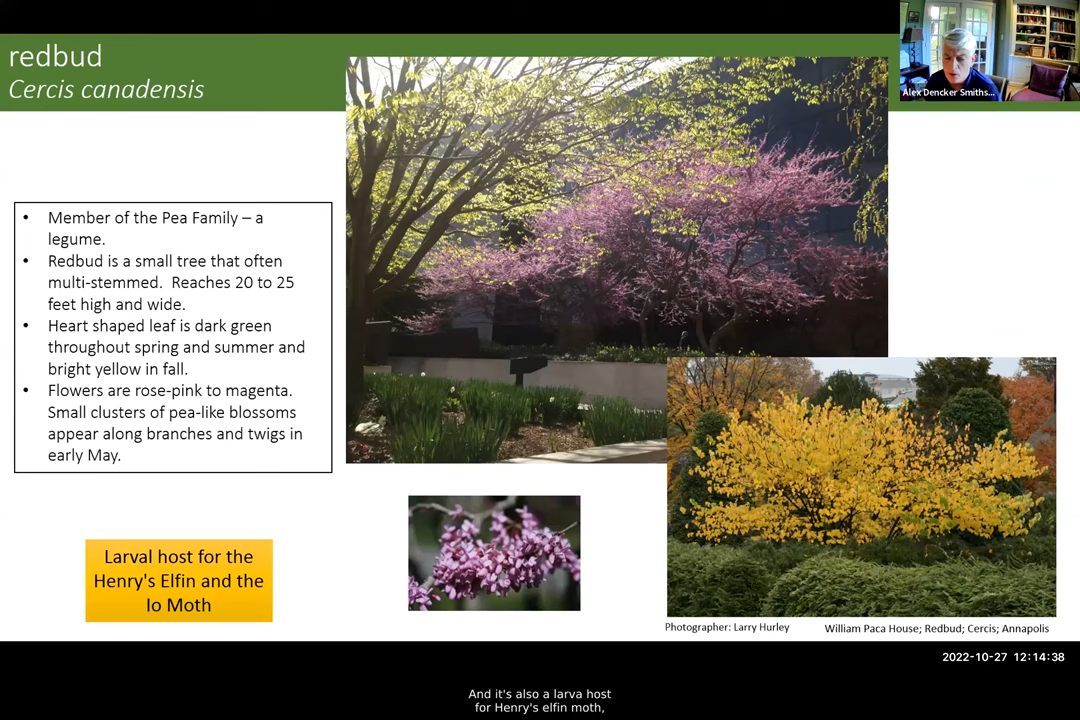 redbud
Cercis canadensis
Alex Dencker Smiths...
• Member of the Pea Family – a
legume.
• Redbud is a small tree that often
multi-stemmed. Reaches 20 to 25
feet high and wide.
• Heart shaped leaf is dark green
throughout spring and summer and
bright yellow in fall.
• Flowers are rose-pink to magenta.
Small clusters of pea-like blossoms
appear along branches and twigs in
early May.
Larval host for the
Henry's Elfin and the
Io Moth
Photographer: Larry Hurley
William Paca House; Redbud; Cercis; Annapolis
2022-10-27 12:14:38
And it's also a larva host
for Henry's elfin moth,